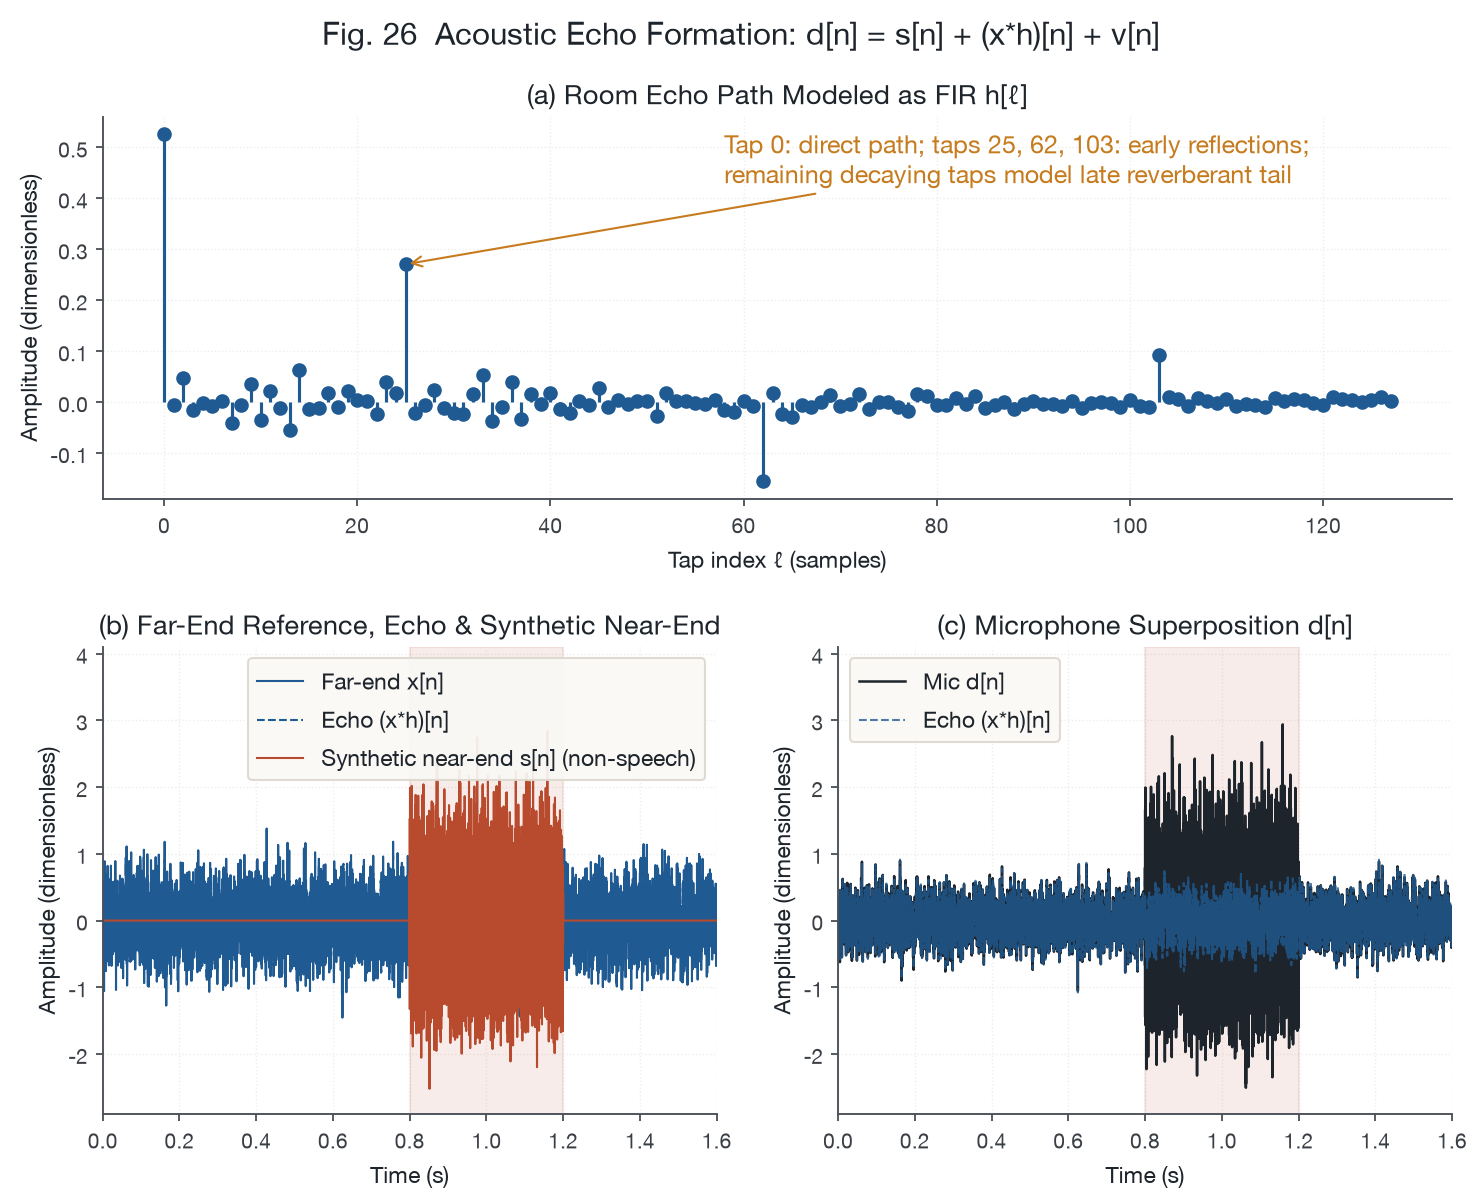 Fig. 26  Acoustic Echo Formation: d[n] = s[n] + (x*h)[n] + v[n]
(a) Room Echo Path Modeled as FIR h[ℓ]
Tap 0: direct path; taps 25, 62, 103: early reflections;
remaining decaying taps model late reverberant tail
Amplitude (dimensionless)
0.5
0.4
0.3
0.2
0.1
0.0
-0.1
0 20 40 60 80 100 120
Tap index ℓ (samples)
(b) Far-End Reference, Echo & Synthetic Near-End
Far-end x[n]
Echo (x*h)[n]
Synthetic near-end s[n] (non-speech)
Amplitude (dimensionless)
4
3
2
1
0
-1
-2
0.0 0.2 0.4 0.6 0.8 1.0 1.2 1.4 1.6
Time (s)
(c) Microphone Superposition d[n]
Mic d[n]
Echo (x*h)[n]
Amplitude (dimensionless)
4
3
2
1
0
-1
-2
0.0 0.2 0.4 0.6 0.8 1.0 1.2 1.4 1.6
Time (s)